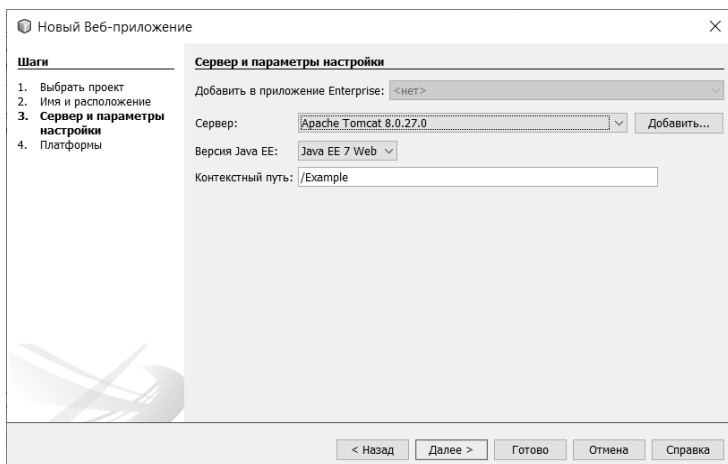 Новый Веб-приложение
Шаги
1. Выбрать проект
2. Имя и расположение
3. Сервер и параметры
настройки
4. Платформы
Сервер и параметры настройки
Добавить в приложение Enterprise: <нет>
Сервер: Apache Tomcat 8.0.27.0 Добавить...
Версия Java EE: Java EE 7 Web
Контекстный путь: /Example
< Назад Далее > Готово Отмена Справка